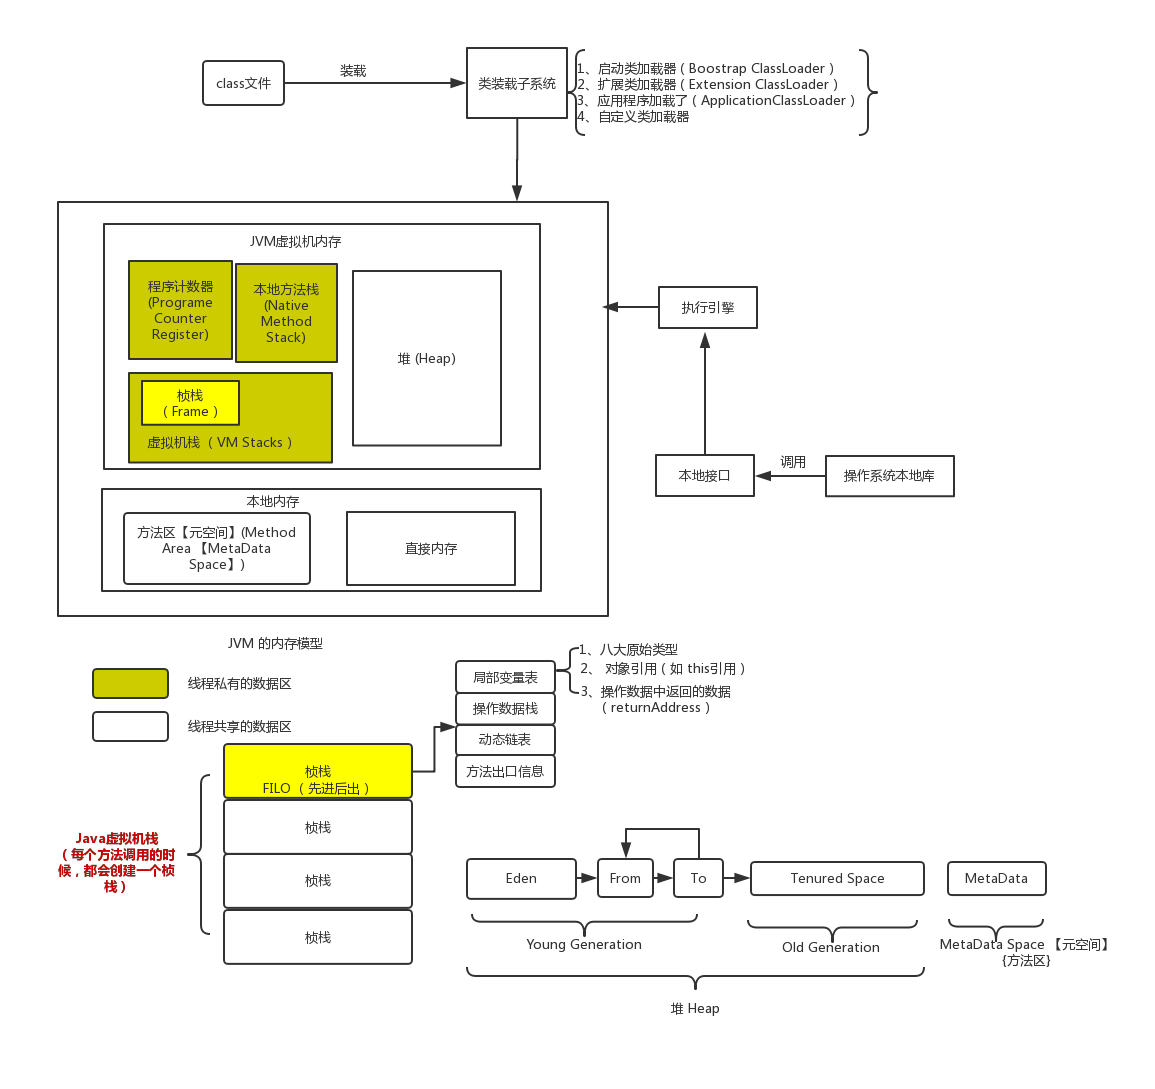 class文件
装载
类装载子系统
1、启动类加载器（Boostrap ClassLoader）
2、扩展类加载器（Extension ClassLoader）
3、应用程序加载了（ApplicationClassLoader）
4、自定义类加载器
JVM虚拟机内存
程序计数器
(Programe
Counter
Register)
本地方法栈
(Native
Method
Stack)
堆 (Heap)
桢栈
（Frame）
虚拟机栈（VM Stacks）
执行引擎
本地接口
调用
操作系统本地库
本地内存
方法区【元空间】(Method
Area 【MetaData
Space】)
直接内存
JVM 的内存模型
线程私有的数据区
线程共享的数据区
局部变量表
操作数据栈
动态链表
方法出口信息
1、八大原始类型
2、 对象引用（如 this引用）
3、操作数据中返回的数据
（returnAddress）
桢栈
FILO （先进后出）
桢栈
桢栈
桢栈
Java虚拟机栈
（每个方法调用的时
候，都会创建一个桢
栈）
Eden
From
To
Tenured Space
MetaData
Young Generation
Old Generation
MetaData Space 【元空间】
{方法区}
堆 Heap